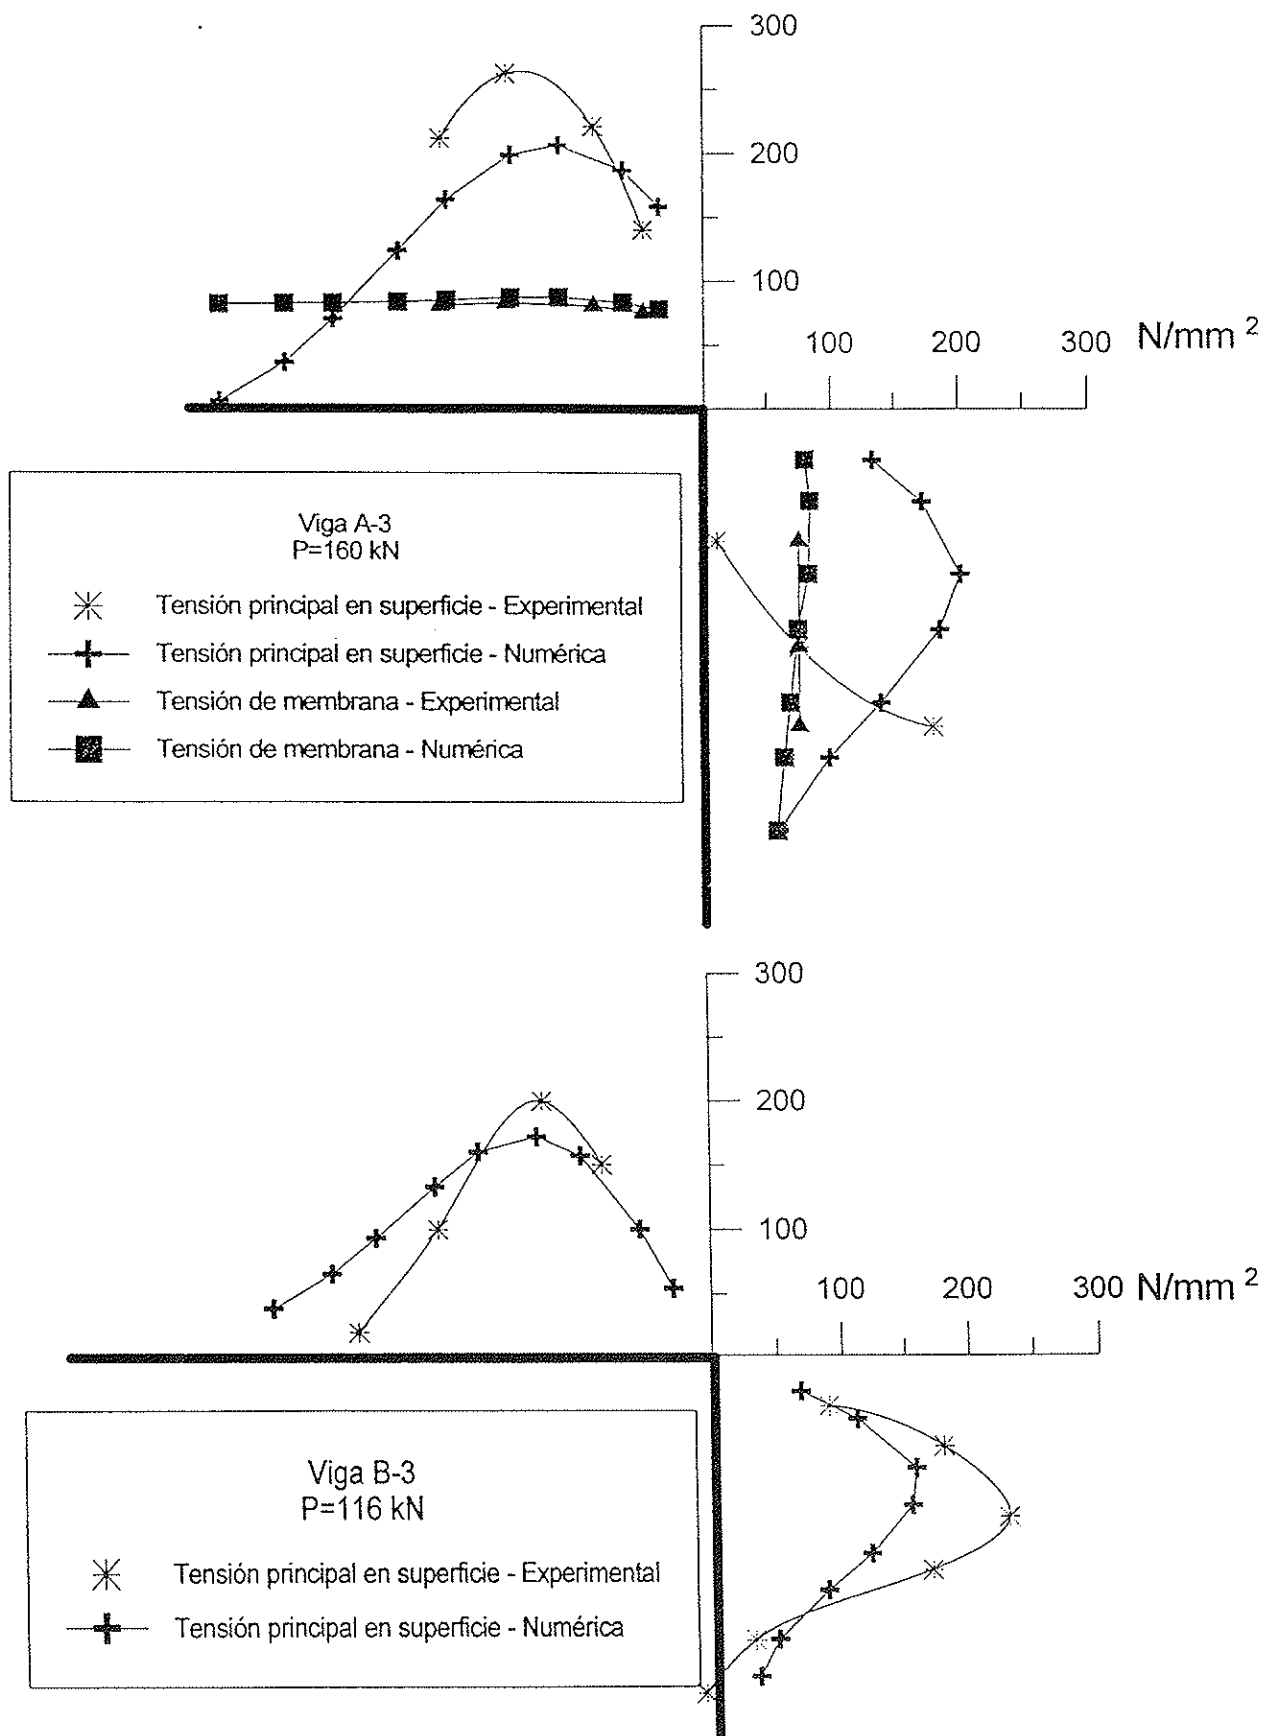 300
200
100
100 200 300 N/mm 2
Viga A-3
P=160 kN
Tensión principal en superficie - Experimental
Tensión principal en superficie - Numérica
Tensión de membrana - Experimental
Tensión de membrana - Numérica
300
200
100
100 200 300 N/mm 2
Viga B-3
P=116 kN
Tensión principal en superficie - Experimental
Tensión principal en superficie - Numérica